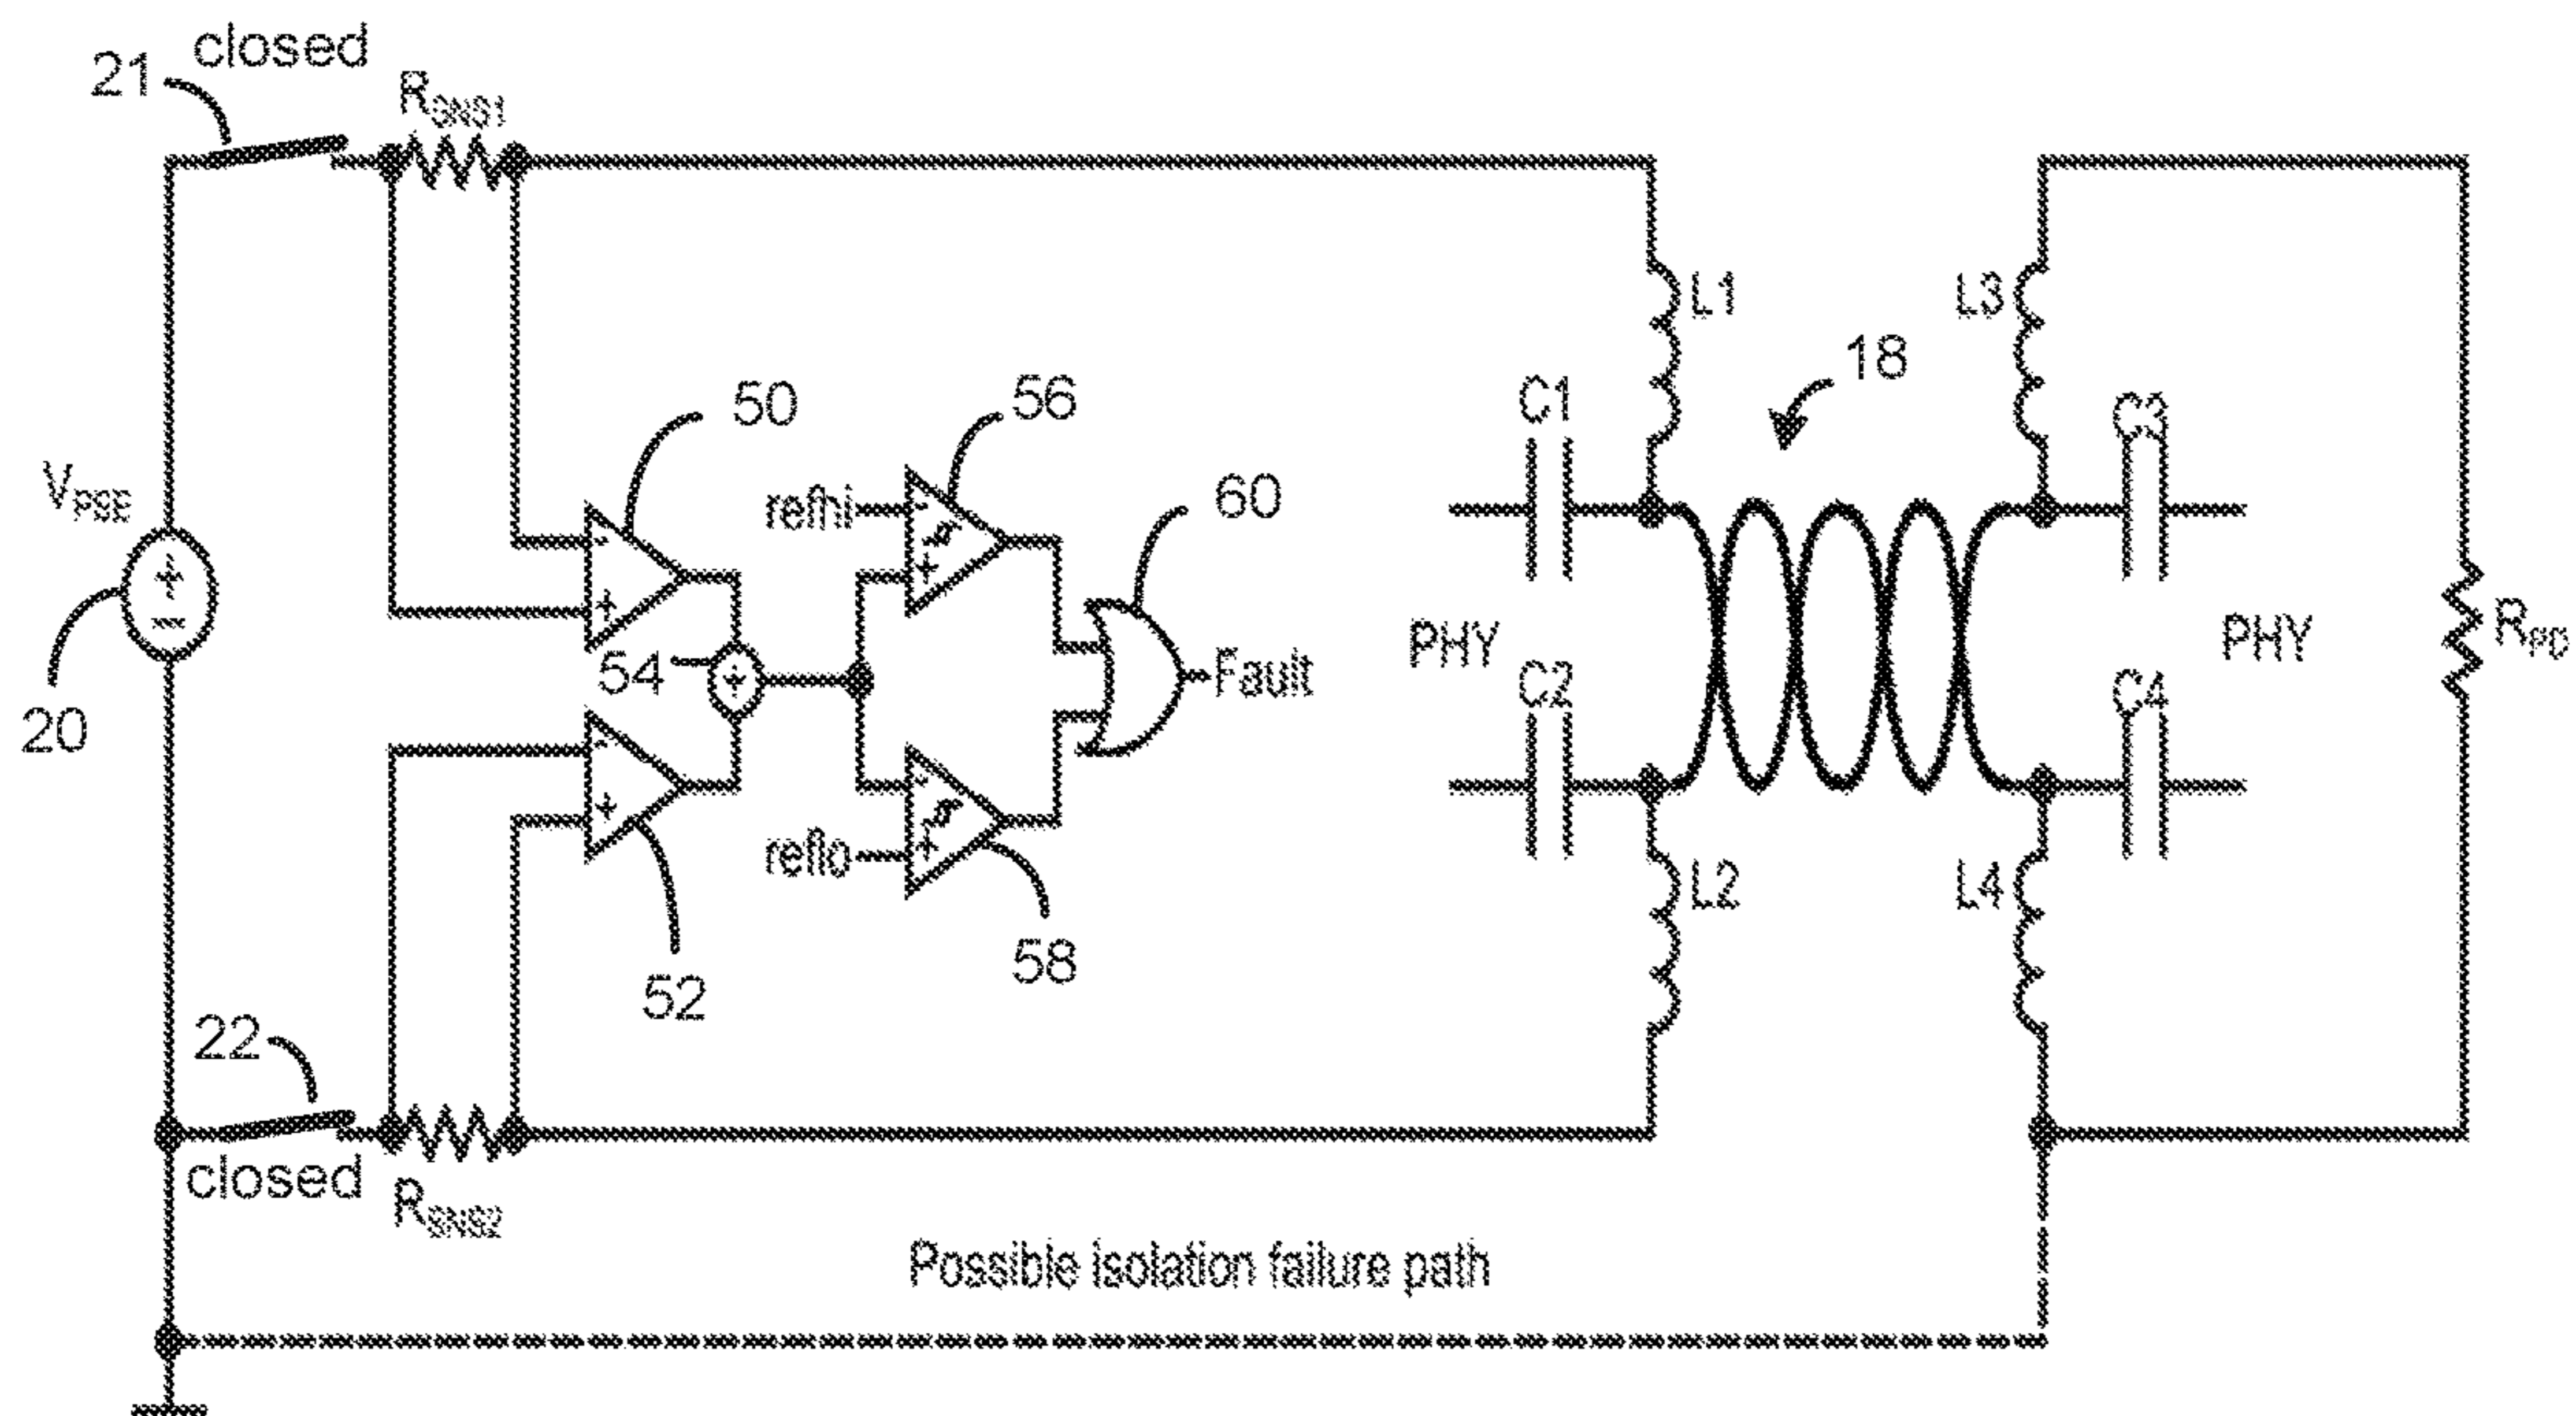 closed
21
RSNS1
L1
L3
18
50
56
C1
C3
VPSE
refhi
60
20
54
PHY
Fault
PHY
RPD
C2
C4
reflo
L2
L4
52
58
22
closed
RSNS2
Possible isolation failure path